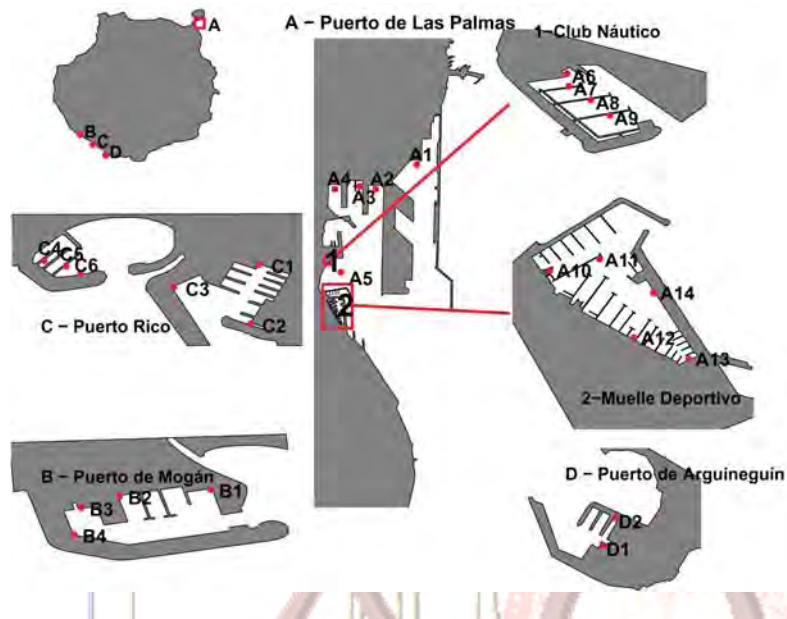 A
B
C
D
A – Puerto de Las Palmas
A1
A2
A3
A4
1
A5
2
1–Club Náutico
A6
A7
A8
A9
C4
C5
C6
C1
C3
C2
C – Puerto Rico
A10
A11
A14
A12
A13
2–Muelle Deportivo
B – Puerto de Mogán
B1
B2
B3
B4
D – Puerto de Arguineguín
D2
D1